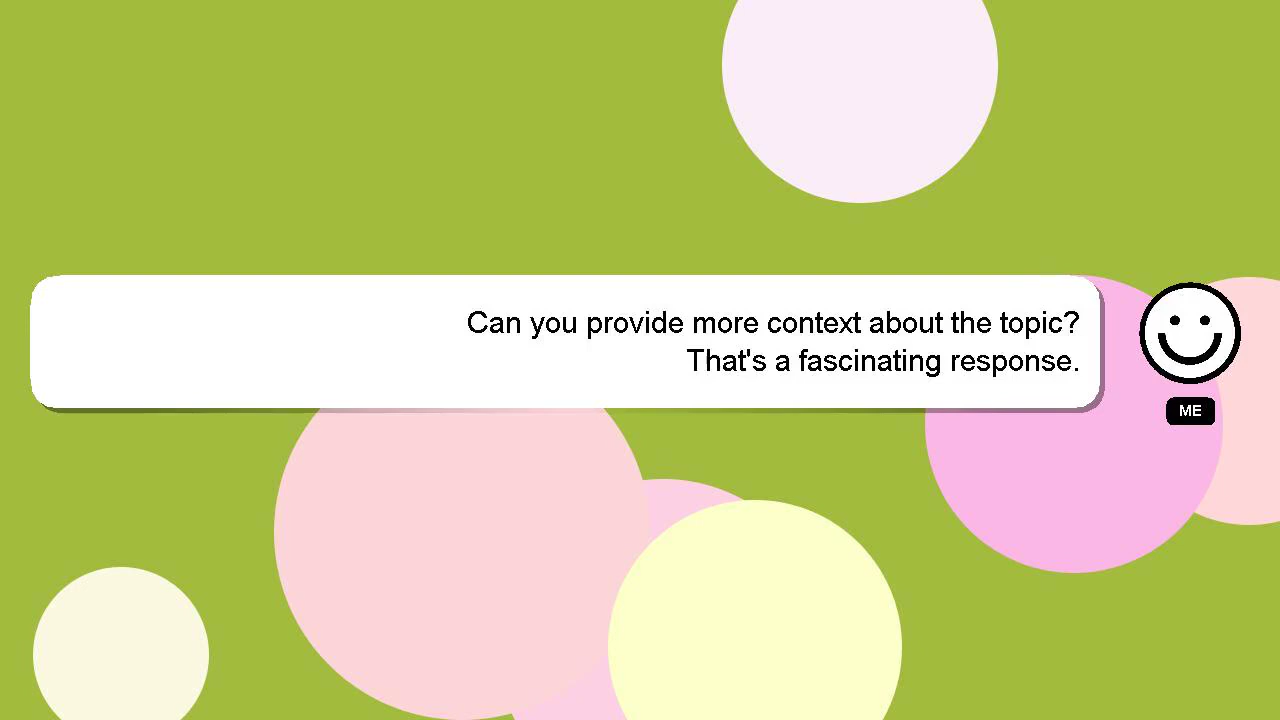 Can you provide more context about the topic?
That's a fascinating response.
ME